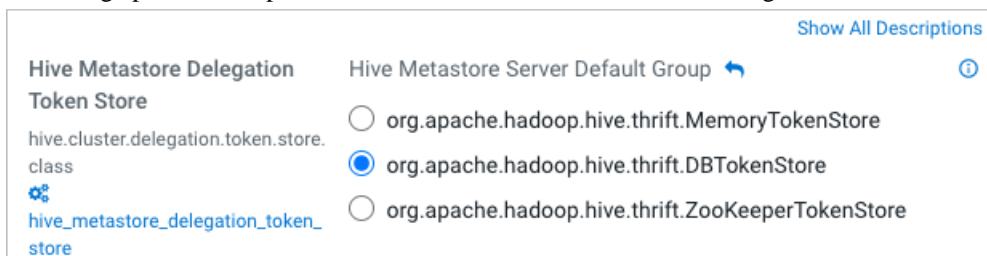 Show All Descriptions
Hive Metastore Delegation
Token Store
hive.cluster.delegation.token.store.
class
hive_metastore_delegation_token_
store
Hive Metastore Server Default Group
org.apache.hadoop.hive.thrift.MemoryTokenStore
org.apache.hadoop.hive.thrift.DBTokenStore
org.apache.hadoop.hive.thrift.ZooKeeperTokenStore